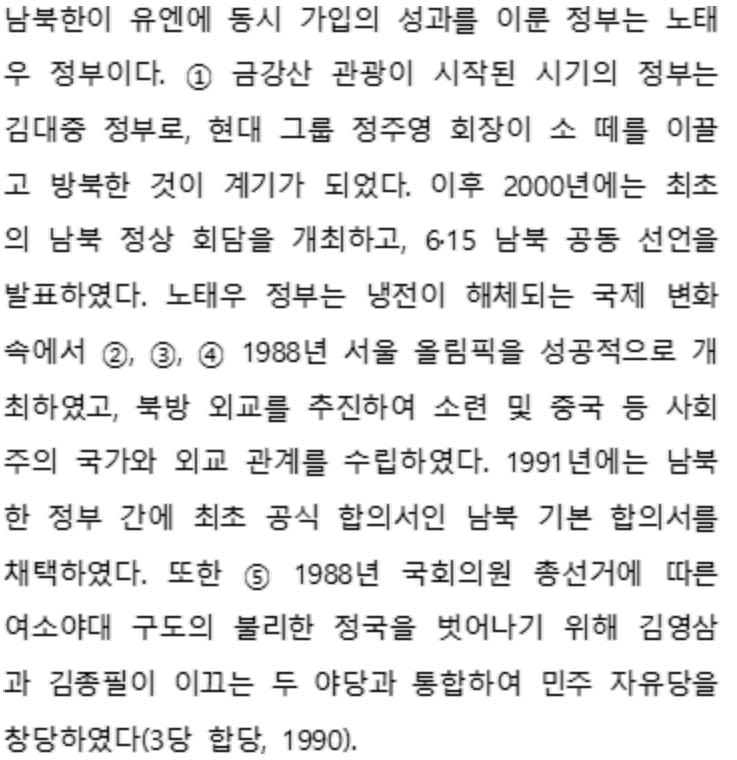 남북한이 유엔에 동시 가입의 성과를 이룬 정부는 노태
우 정부이다. ① 금강산 관광이 시작된 시기의 정부는
김대중 정부로, 현대 그룹 정주영 회장이 소 떼를 이끌
고 방북한 것이 계기가 되었다. 이후 2000년에는 최초
의 남북 정상 회담을 개최하고, 6·15 남북 공동 선언을
발표하였다. 노태우 정부는 냉전이 해체되는 국제 변화
속에서 ②, ③, ④ 1988년 서울 올림픽을 성공적으로 개
최하였고, 북방 외교를 추진하여 소련 및 중국 등 사회
주의 국가와 외교 관계를 수립하였다. 1991년에는 남북
한 정부 간에 최초 공식 합의서인 남북 기본 합의서를
채택하였다. 또한 ⑤ 1988년 국회의원 총선거에 따른
여소야대 구도의 불리한 정국을 벗어나기 위해 김영삼
과 김종필이 이끄는 두 야당과 통합하여 민주 자유당을
창당하였다(3당 합당, 1990).